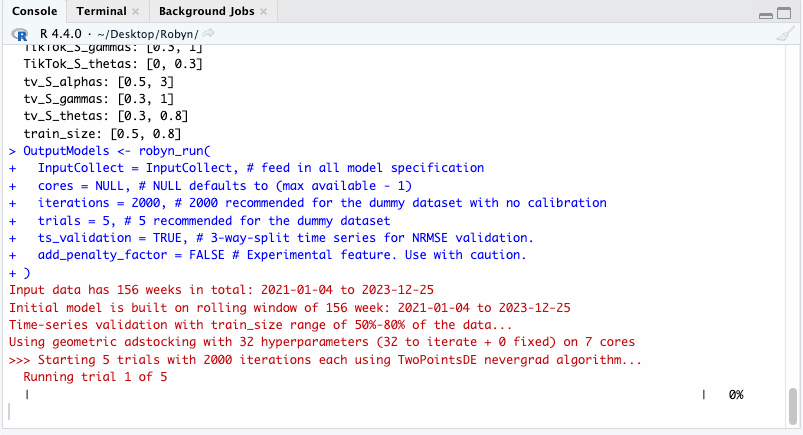 Console Terminal × Background Jobs ×
R R 4.4.0 · ~/Desktop/Robyn/
TikTok_S_gammas: [0.3, 1]
TikTok_S_thetas: [0, 0.3]
tv_S_alphas: [0.5, 3]
tv_S_gammas: [0.3, 1]
tv_S_thetas: [0.3, 0.8]
train_size: [0.5, 0.8]
> OutputModels <- robyn_run(
+   InputCollect = InputCollect, # feed in all model specification
+   cores = NULL, # NULL defaults to (max available - 1)
+   iterations = 2000, # 2000 recommended for the dummy dataset with no calibration
+   trials = 5, # 5 recommended for the dummy dataset
+   ts_validation = TRUE, # 3-way-split time series for NRMSE validation.
+   add_penalty_factor = FALSE # Experimental feature. Use with caution.
+ )
Input data has 156 weeks in total: 2021-01-04 to 2023-12-25
Initial model is built on rolling window of 156 week: 2021-01-04 to 2023-12-25
Time-series validation with train_size range of 50%-80% of the data...
Using geometric adstocking with 32 hyperparameters (32 to iterate + 0 fixed) on 7 cores
>>> Starting 5 trials with 2000 iterations each using TwoPointsDE nevergrad algorithm...
Running trial 1 of 5
| | 0%